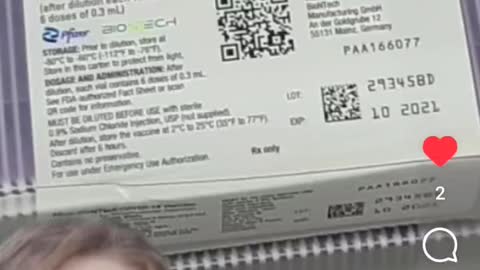 (after dilution
6 doses of 0.3 mL)
Pfizer BIONTECH
STORAGE: Prior to dilution, store at
-80°C to -60°C (-112°F to -76°F).
Store in this carton to protect from light.
DOSAGE AND ADMINISTRATION: After
dilution, each vial contains 6 doses of 0.3 mL.
See FDA-authorized Fact Sheet or scan
QR code for information.
MUST BE DILUTED BEFORE USE with sterile
0.9% Sodium Chloride Injection, USP (not supplied).
After dilution, store the vaccine at 2°C to 25°C (35°F to 77°F).
Discard after 6 hours.
Contains no preservative.
For use under Emergency Use Authorization.
Rx only
BioNTech
Manufacturing GmbH
An der Goldgrube 12
55131 Mainz, Germany
PAA166077
LOT: 29345BD
EXP: 10 2021
PAA166077
29345BD
10 2021
2